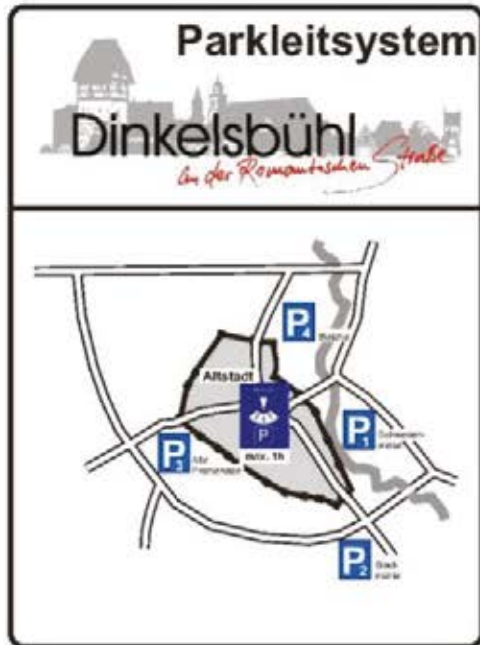 Parkleitsystem
Dinkelsbühl
An der Romantischen Straße
P4
Altstadt
P
max. 1h
P1
P3
P2